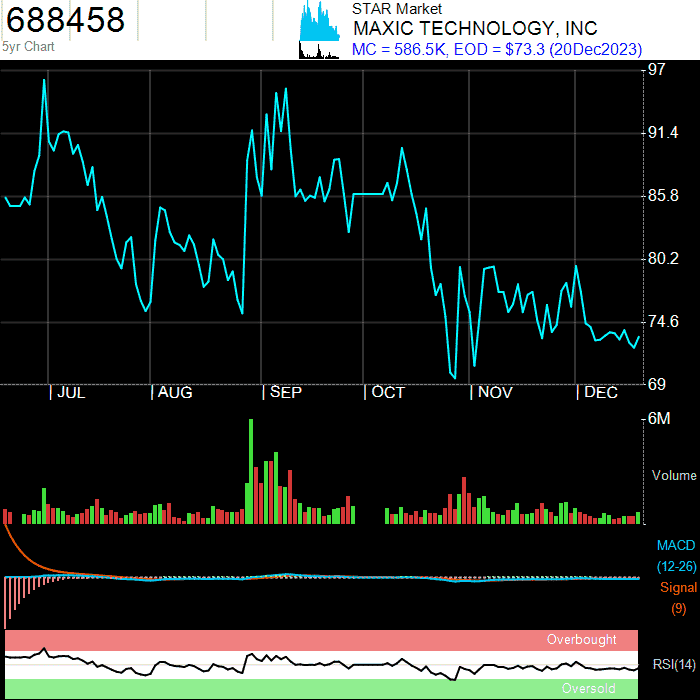 688458
5yr Chart
STAR Market
MAXIC TECHNOLOGY, INC
MC = 586.5K, EOD = $73.3 (20Dec2023)
97
91.4
85.8
80.2
74.6
69
| JUL | AUG | SEP | OCT | NOV | DEC
6M
Volume
MACD
(12-26)
Signal
(9)
Overbought
RSI(14)
Oversold